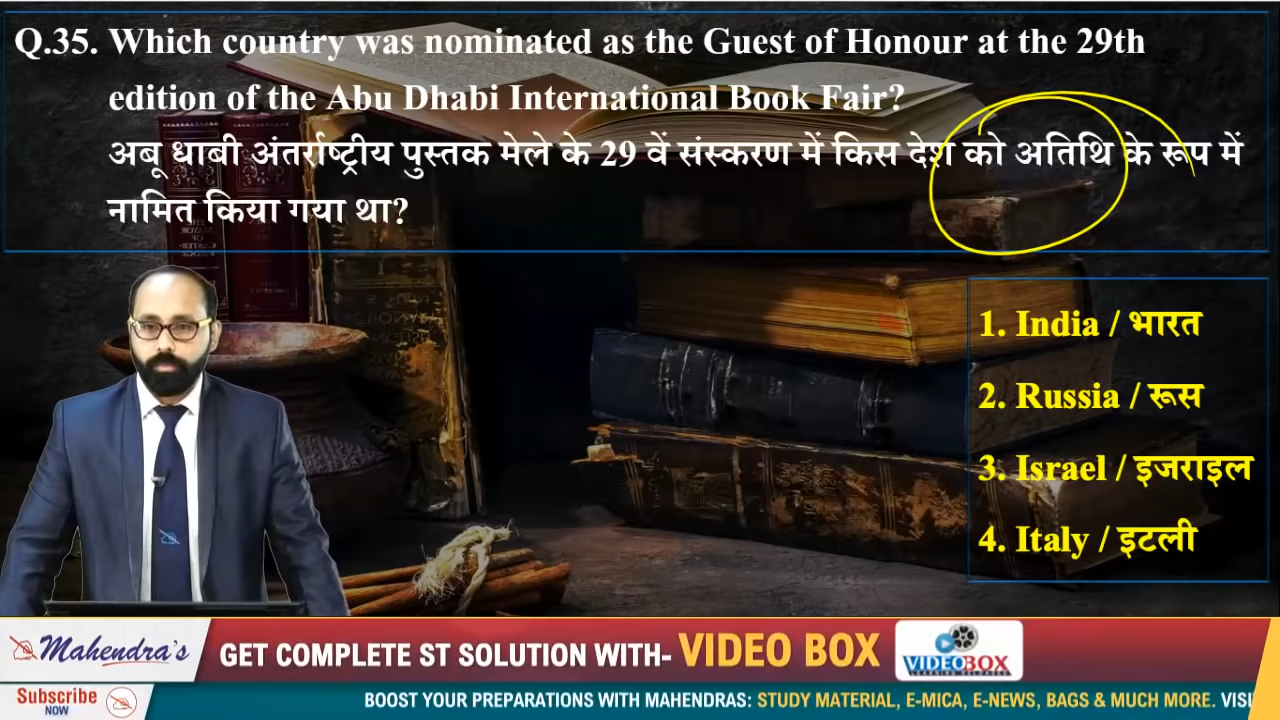 Q.35. Which country was nominated as the Guest of Honour at the 29th
edition of the Abu Dhabi International Book Fair?
अबू धाबी अंतर्राष्ट्रीय पुस्तक मेले के 29 वें संस्करण में किस देश को अतिथि के रूप में
नामित किया गया था?
1. India / भारत
2. Russia / रूस
3. Israel / इजराइल
4. Italy / इटली
Mahendra's
GET COMPLETE ST SOLUTION WITH- VIDEO BOX
VIDEOBOX
LEARNING RELOADED
Subscribe
NOW
BOOST YOUR PREPARATIONS WITH MAHENDRAS: STUDY MATERIAL, E-MICA, E-NEWS, BAGS & MUCH MORE.